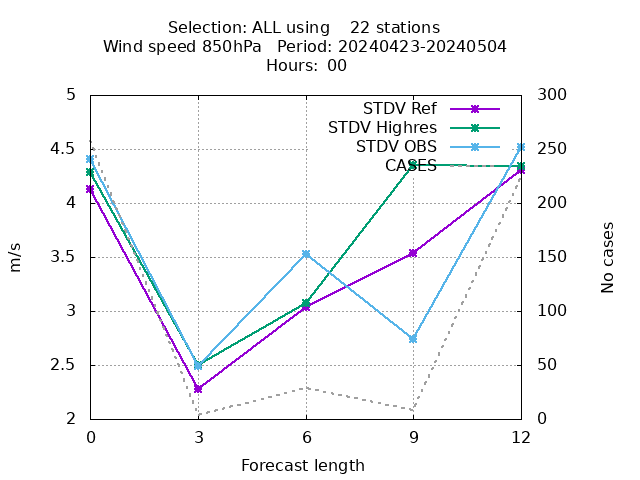 Selection: ALL using    22 stations
Wind speed 850hPa   Period: 20240423-20240504
Hours: 00
5
4.5
4
3.5
3
2.5
2
300
250
200
150
100
50
0
STDV Ref
STDV Highres
STDV OBS
CASES
m/s
No cases
0
3
6
9
12
Forecast length